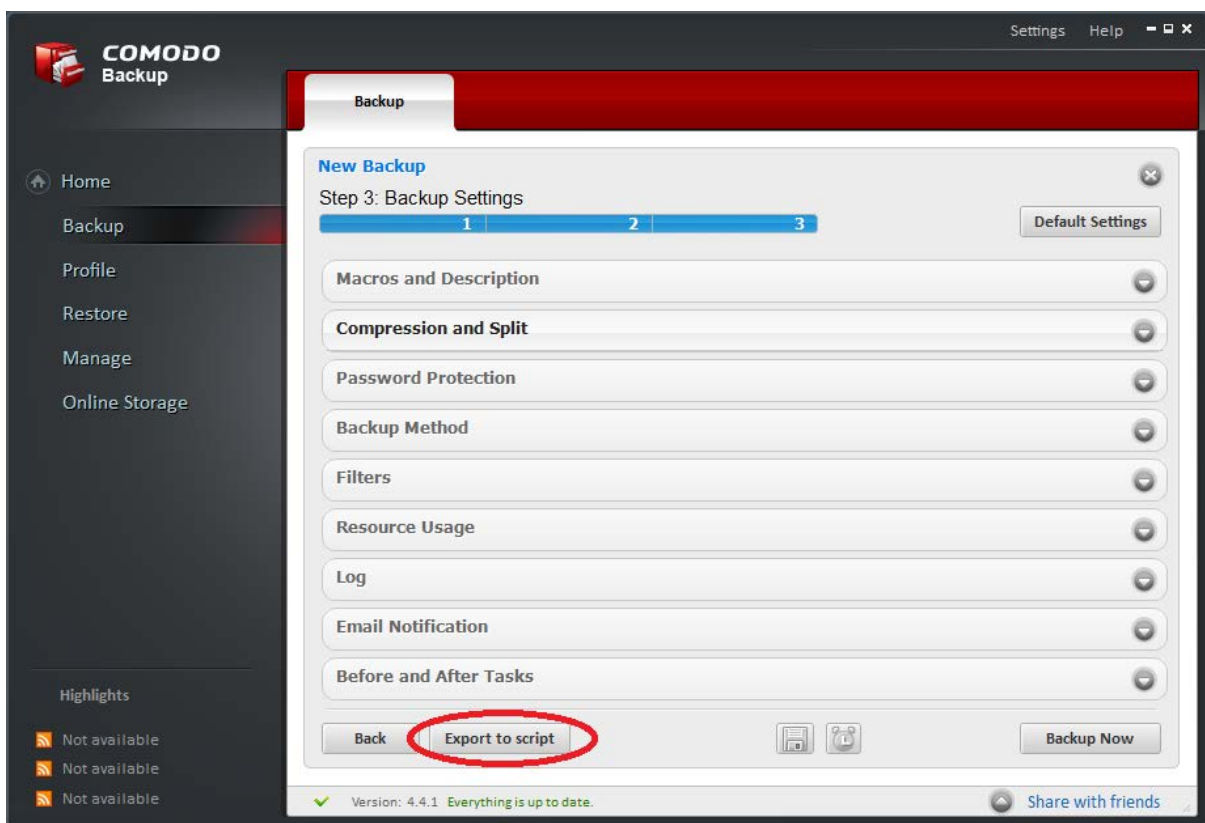 COMODO
Backup
Settings Help
Backup
Home
Backup
Profile
Restore
Manage
Online Storage
Highlights
Not available
Not available
Not available
New Backup
Step 3: Backup Settings
1 2 3
Default Settings
Macros and Description
Compression and Split
Password Protection
Backup Method
Filters
Resource Usage
Log
Email Notification
Before and After Tasks
Back Export to script Backup Now
Version: 4.4.1 Everything is up to date. Share with friends